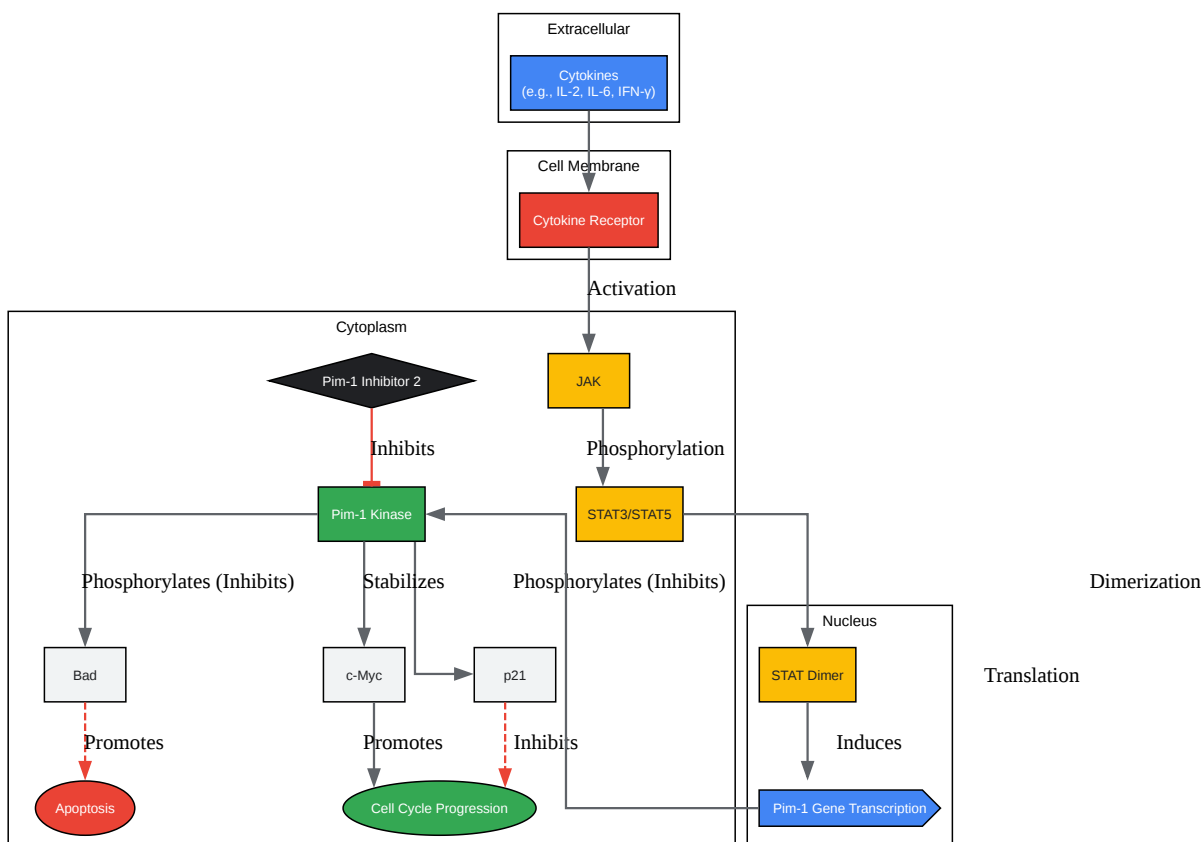 Extracellular
Cytokines
(e.g., IL-2, IL-6, IFN-γ)
Cell Membrane
Cytokine Receptor
Activation
Cytoplasm
Pim-1 Inhibitor 2
JAK
Inhibits
Phosphorylation
Pim-1 Kinase
STAT3/STAT5
Phosphorylates (Inhibits)
Stabilizes
Phosphorylates (Inhibits)
Dimerization
Nucleus
Bad
c-Myc
p21
STAT Dimer
Translation
Promotes
Promotes
Inhibits
Induces
Apoptosis
Cell Cycle Progression
Pim-1 Gene Transcription